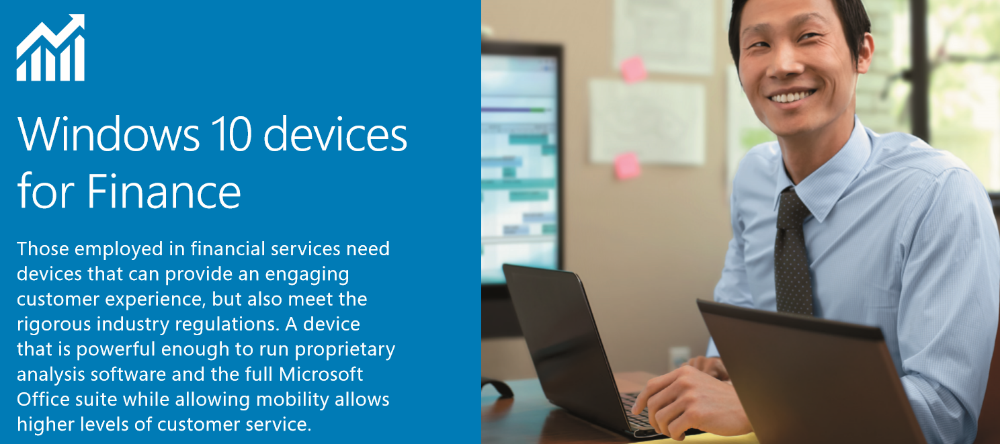 Windows 10 devices
for Finance
Those employed in financial services need
devices that can provide an engaging
customer experience, but also meet the
rigorous industry regulations. A device
that is powerful enough to run proprietary
analysis software and the full Microsoft
Office suite while allowing mobility allows
higher levels of customer service.